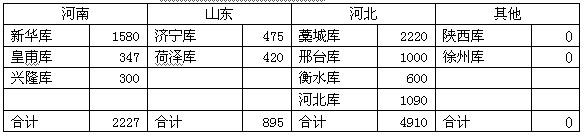 河南 山东 河北 其他
新华库 1580 济宁库 475 藁城库 2220 陕西库 0
皇甫库 347 荷泽库 420 邢台库 1000 徐州库 0
兴隆库 300 衡水库 600
河北库 1090
合计 2227 合计 895 合计 4910 合计 0